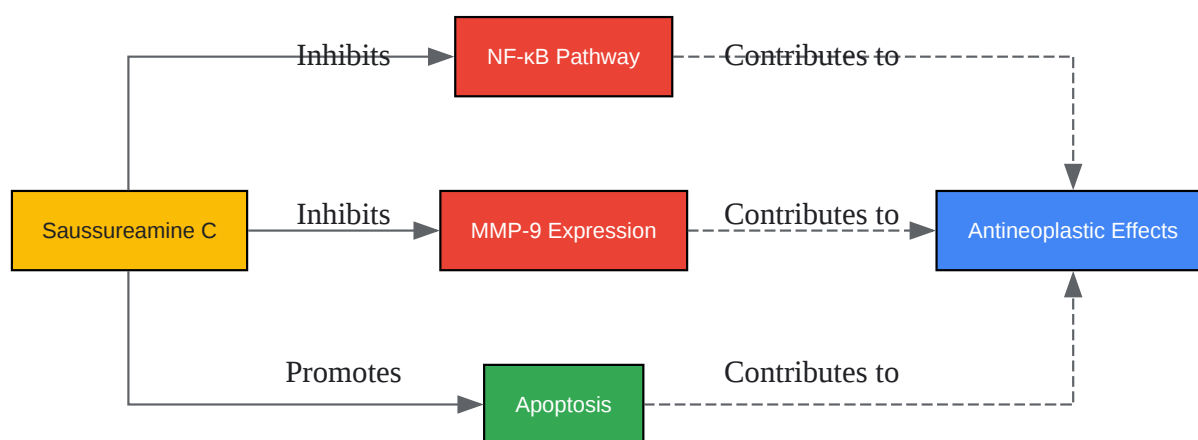 Inhibits
NF-κB Pathway
Contributes to
Saussureamine C
Inhibits
MMP-9 Expression
Contributes to
Antineoplastic Effects
Promotes
Apoptosis
Contributes to